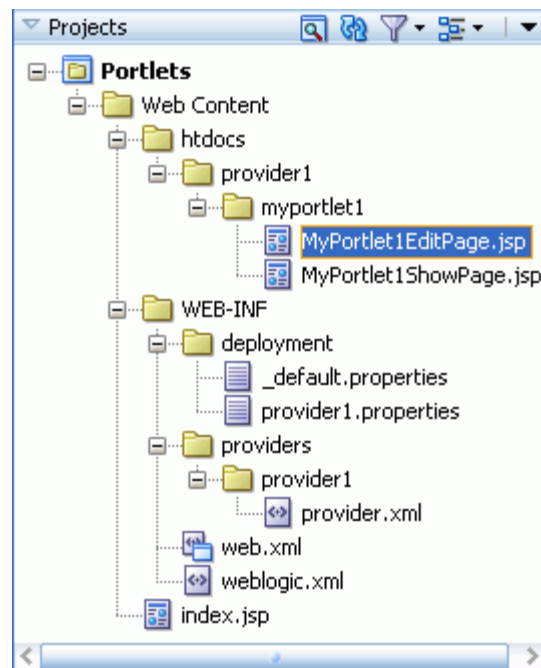 Projects
Portlets
Web Content
htdocs
provider1
myportlet1
MyPortlet1EditPage.jsp
MyPortlet1ShowPage.jsp
WEB-INF
deployment
_default.properties
provider1.properties
providers
provider1
provider.xml
web.xml
weblogic.xml
index.jsp